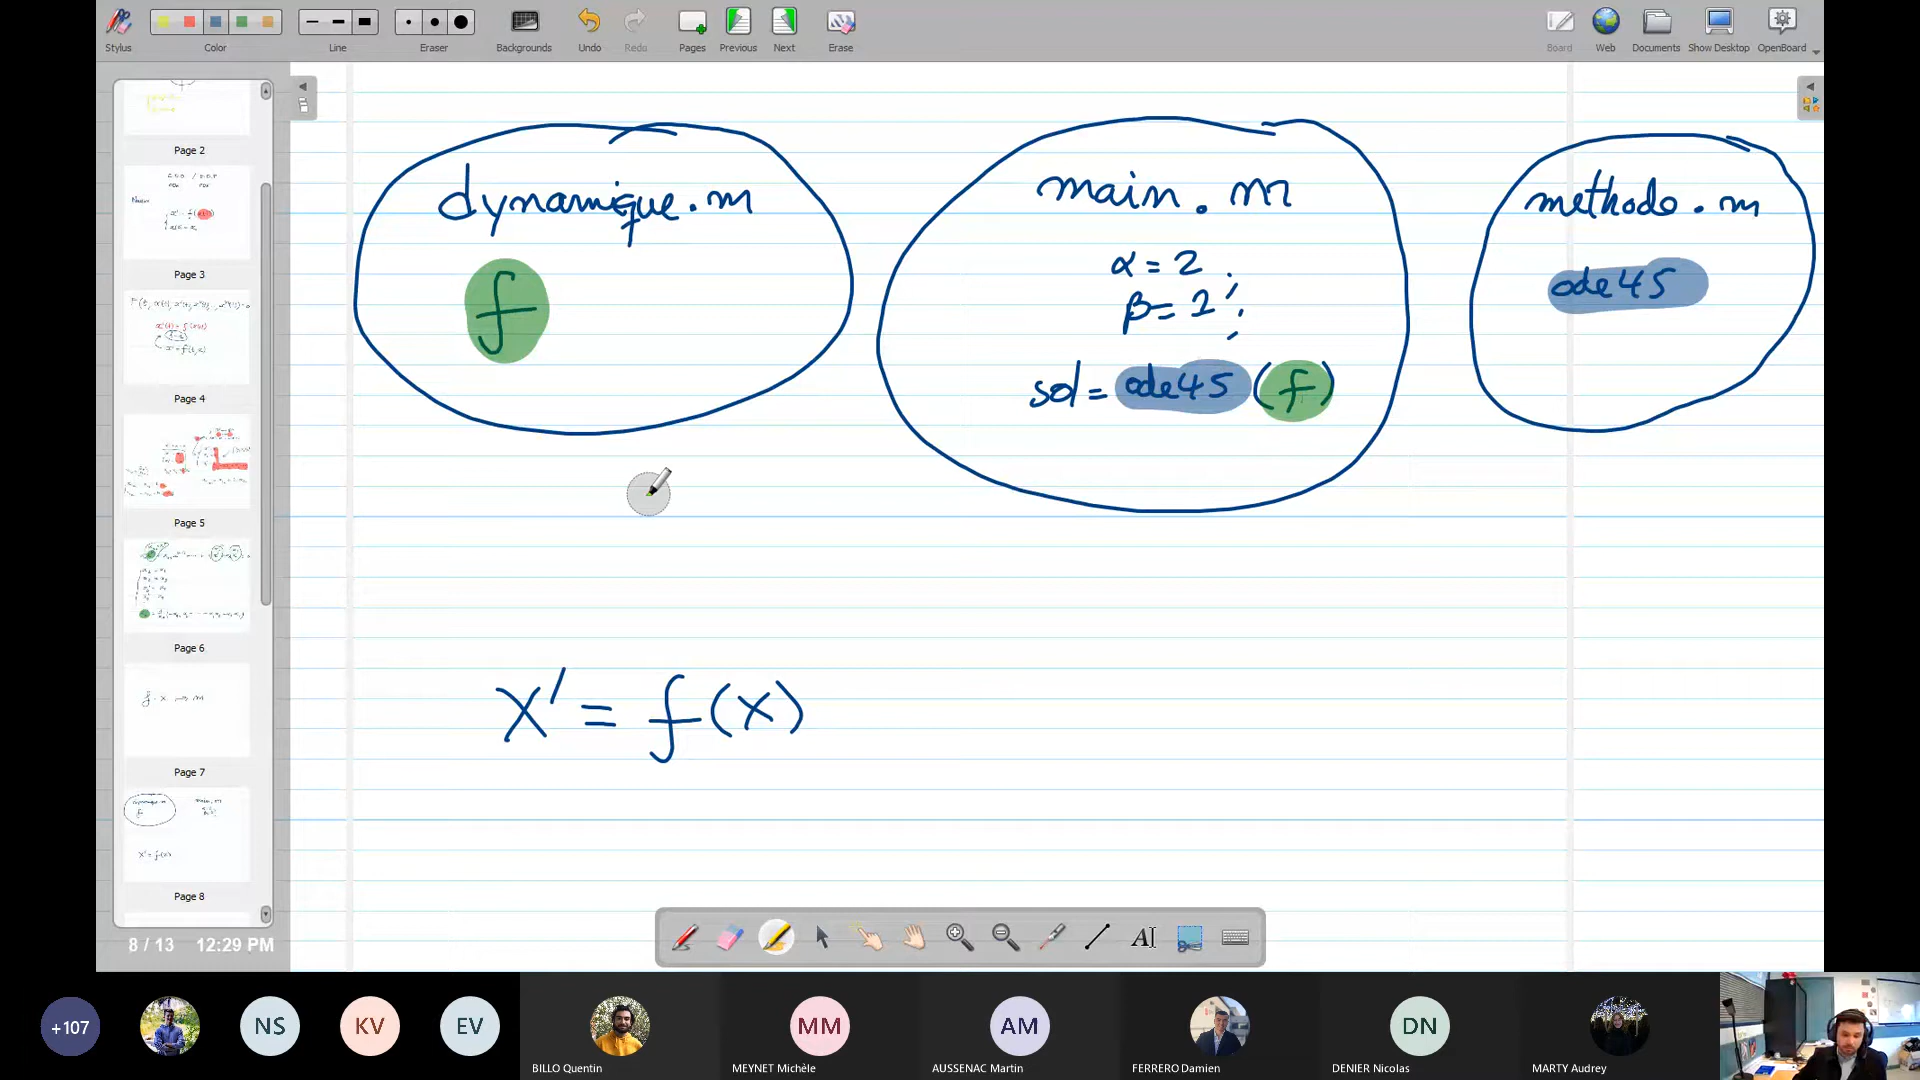 Stylus
Color
Line
Eraser
Backgrounds
Undo
Redo
Pages
Previous
Next
Erase
Board
Web
Documents
Show Desktop
OpenBoard
Page 2
Page 3
Page 4
Page 5
Page 6
Page 7
Page 8
8 / 13 12:29 PM
dynamique.m
f
main.m
α = 2 ;
β = 2 ;
sol = ode45 (f)
methode.m
ode45
X' = f(x)
+107
NS
KV
EV
BILLO Quentin
MM
MEYNET Michèle
AM
AUSSENAC Martin
FERRERO Damien
DN
DENIER Nicolas
MARTY Audrey